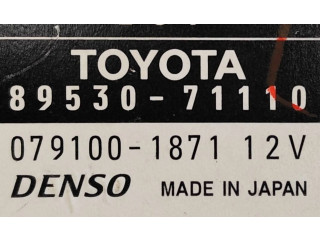 TOYOTA
89530-71110
079100-1871 12V
DENSO MADE IN JAPAN